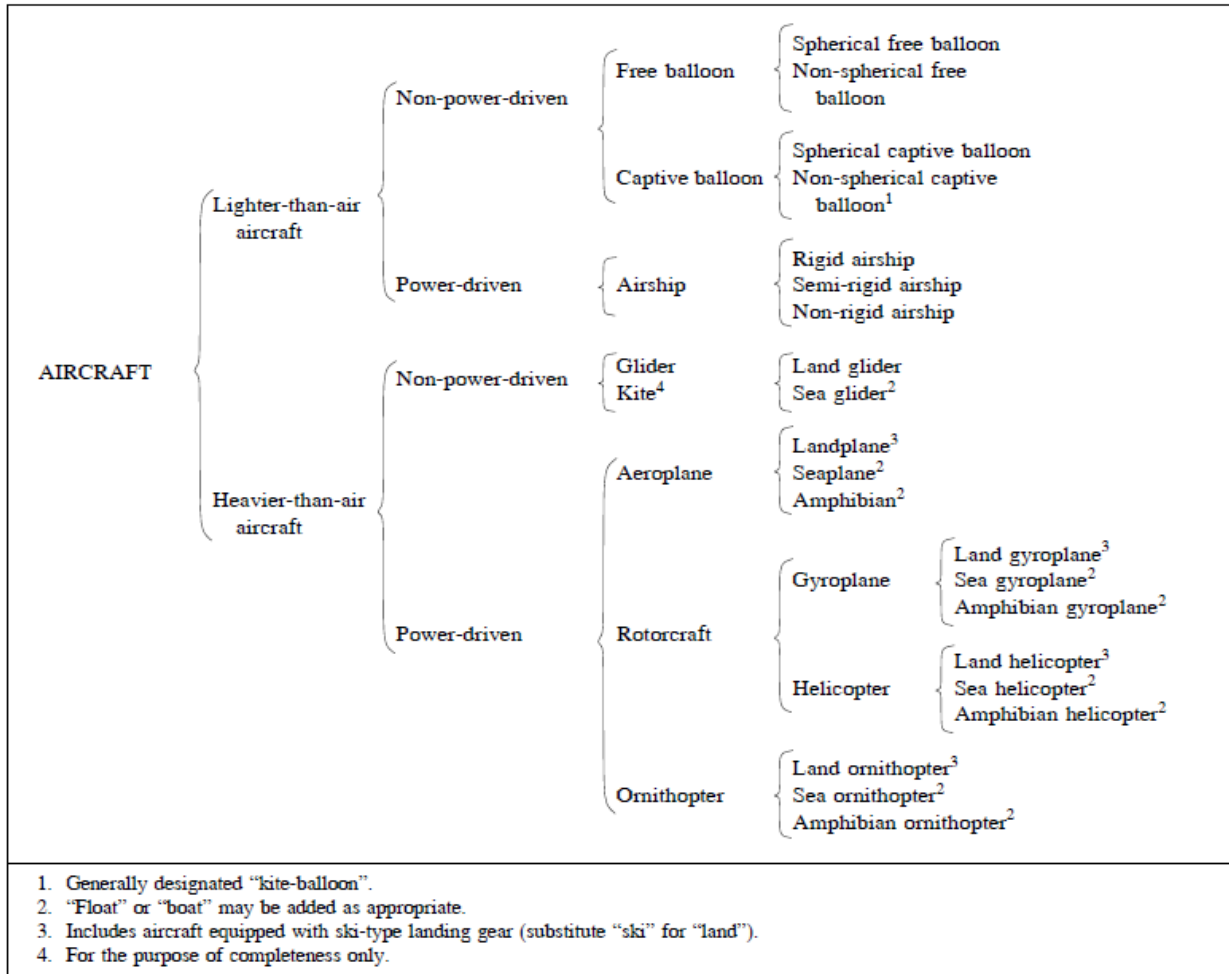 Spherical free balloon
Free balloon
Non-spherical free
balloon
Non-power-driven
Spherical captive balloon
Captive balloon
Non-spherical captive
balloon¹
Lighter-than-air
aircraft
Rigid airship
Power-driven
Airship
Semi-rigid airship
Non-rigid airship
AIRCRAFT
Non-power-driven
Glider
Kite⁴
Land glider
Sea glider²
Heavier-than-air
aircraft
Landplane³
Aeroplane
Seaplane²
Amphibian²
Land gyroplane³
Gyroplane
Sea gyroplane²
Amphibian gyroplane²
Power-driven
Rotorcraft
Land helicopter³
Helicopter
Sea helicopter²
Amphibian helicopter²
Land ornithopter³
Ornithopter
Sea ornithopter²
Amphibian ornithopter²
1. Generally designated “kite-balloon”.
2. “Float” or “boat” may be added as appropriate.
3. Includes aircraft equipped with ski-type landing gear (substitute “ski” for “land”).
4. For the purpose of completeness only.